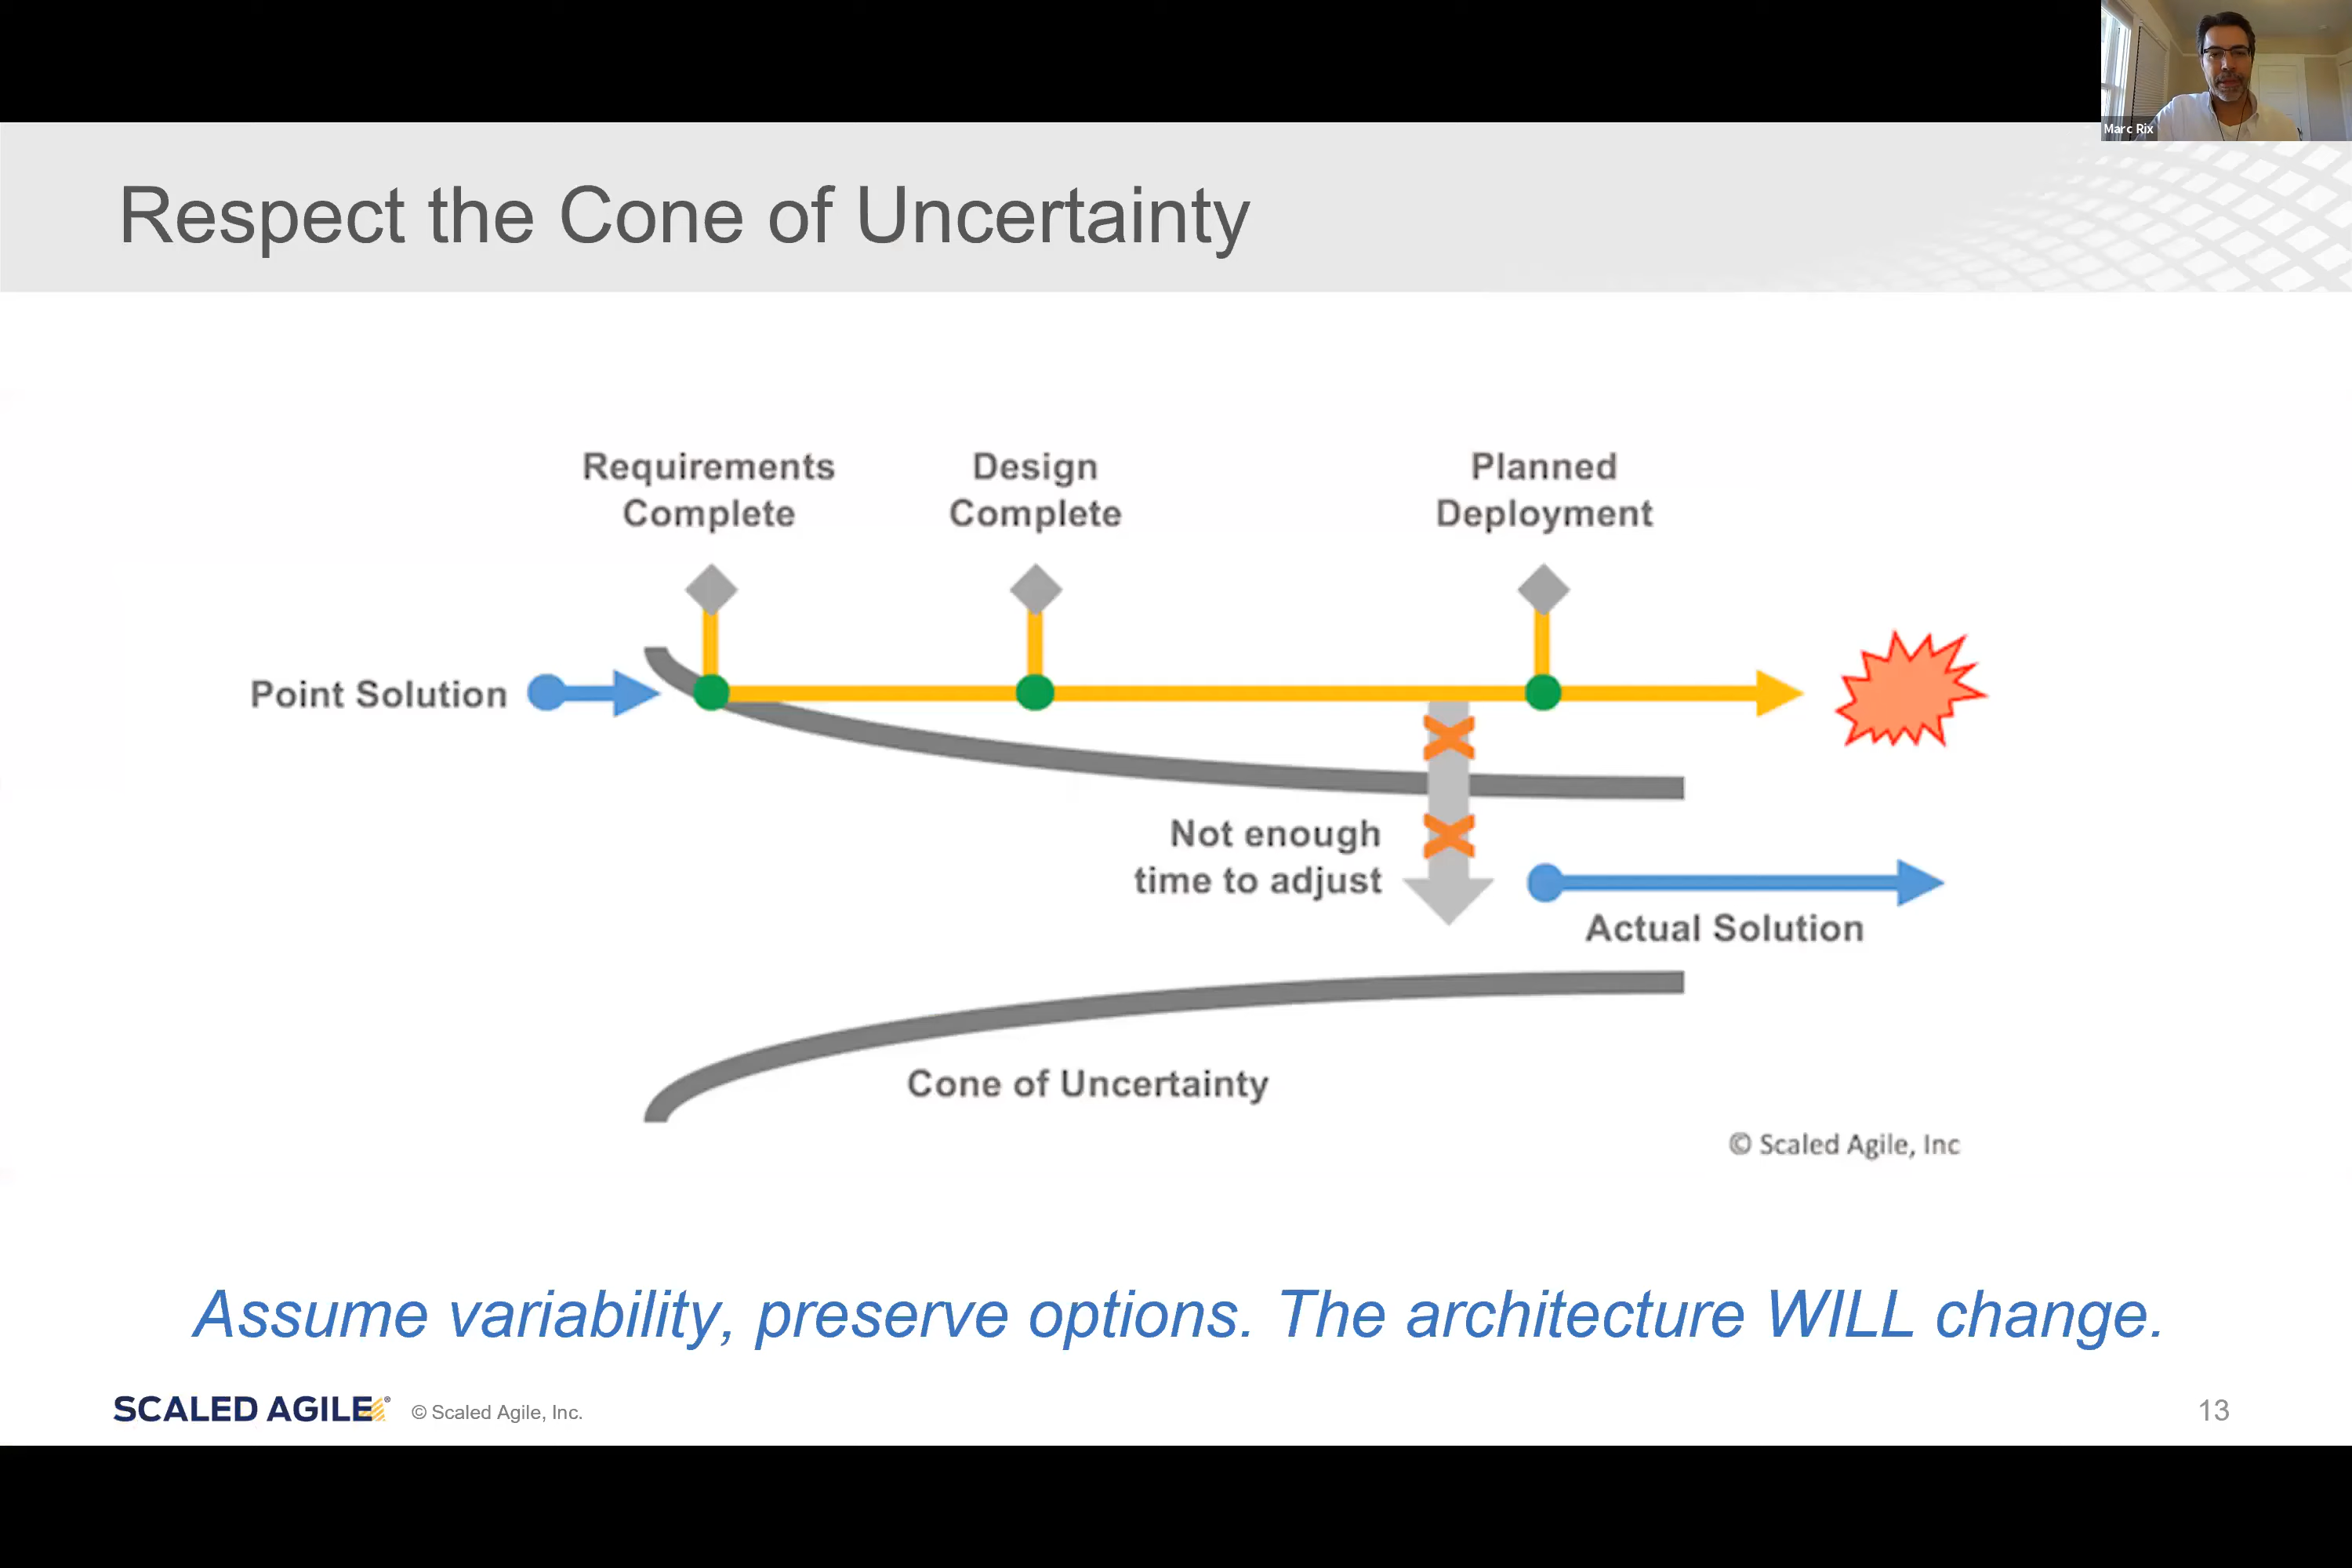 Marc Rix
Respect the Cone of Uncertainty
Requirements
Complete
Design
Complete
Planned
Deployment
Point Solution
Not enough
time to adjust
Actual Solution
Cone of Uncertainty
© Scaled Agile, Inc
Assume variability, preserve options. The architecture WILL change.
SCALED AGILE® © Scaled Agile, Inc.
13